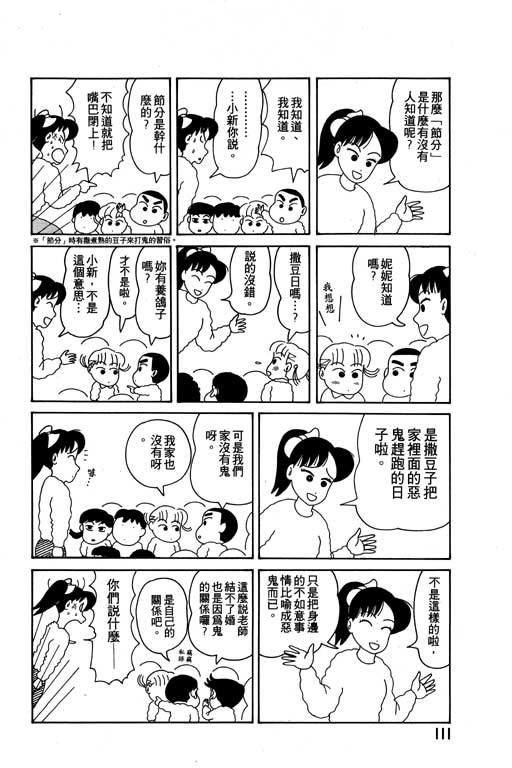 那麼「節分」
是什麼有沒有
人知道呢？
我知道、
我知道。
………
……小新你說。
節分是幹什
麼的？
不知道就把
嘴巴閉上！
※「節分」時有撒煮熟的豆子來打鬼的習俗。
妮妮知道
嗎？
我想想
撒豆日嗎…？
說的沒錯。
妳有養鴿子
嗎？
才不是啦。
小新，不是
這個意思…
是撒豆子把
家裡面的惡
鬼趕跑的日
子啦。
可是我們
家沒有鬼
呀。
我家也
沒有呀
。
不是這樣的啦，
只是把身邊
的不如意事
情比喻成惡
鬼而已。
這麼說老師
結不了婚
也是因為鬼
的關係囉？
竊竊
私語
是自己的
關係吧。
你們說什麼
111